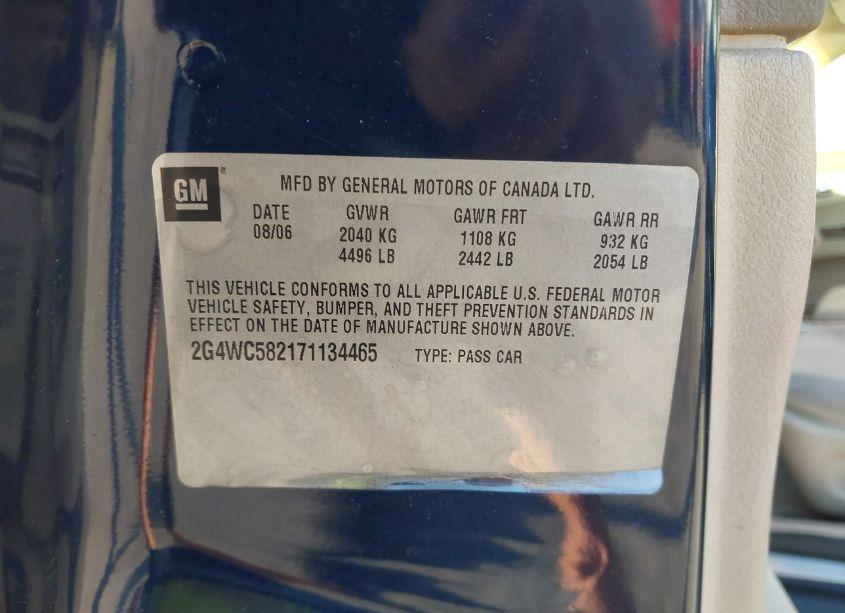 GM ®
MFD BY GENERAL MOTORS OF CANADA LTD.
DATE GVWR GAWR FRT GAWR RR
08/06 2040 KG 1108 KG 932 KG
4496 LB 2442 LB 2054 LB
THIS VEHICLE CONFORMS TO ALL APPLICABLE U.S. FEDERAL MOTOR
VEHICLE SAFETY, BUMPER, AND THEFT PREVENTION STANDARDS IN
EFFECT ON THE DATE OF MANUFACTURE SHOWN ABOVE.
2G4WC582171134465 TYPE: PASS CAR